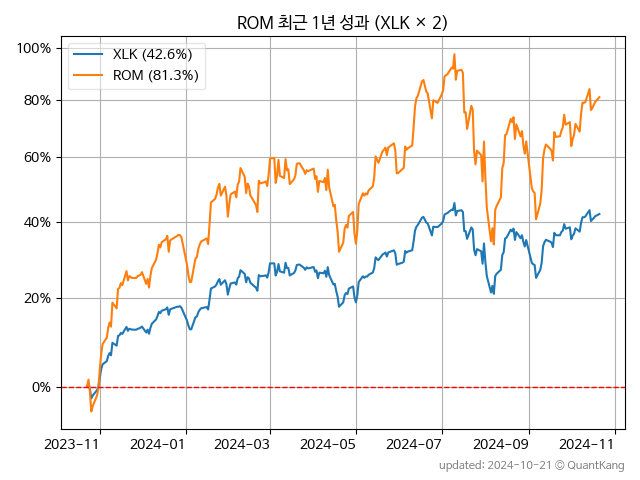 ROM 최근 1년 성과 (XLK × 2)
XLK (42.6%)
ROM (81.3%)
100%
80%
60%
40%
20%
0%
2023-11 2024-01 2024-03 2024-05 2024-07 2024-09 2024-11
updated: 2024-10-21 © QuantKang